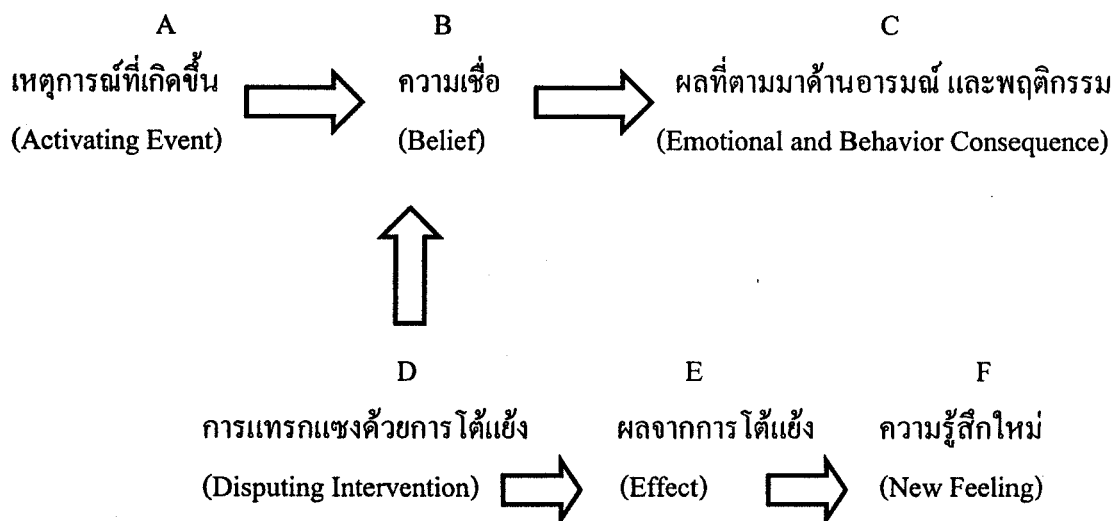 A B C
เหตุการณ์ที่เกิดขึ้น ความเชื่อ ผลที่ตามมาด้านอารมณ์ และพฤติกรรม
(Activating Event) (Belief) (Emotional and Behavior Consequence)
D E F
การแทรกแซงด้วยการโต้แย้ง ผลจากการโต้แย้ง ความรู้สึกใหม่
(Disputing Intervention) (Effect) (New Feeling)